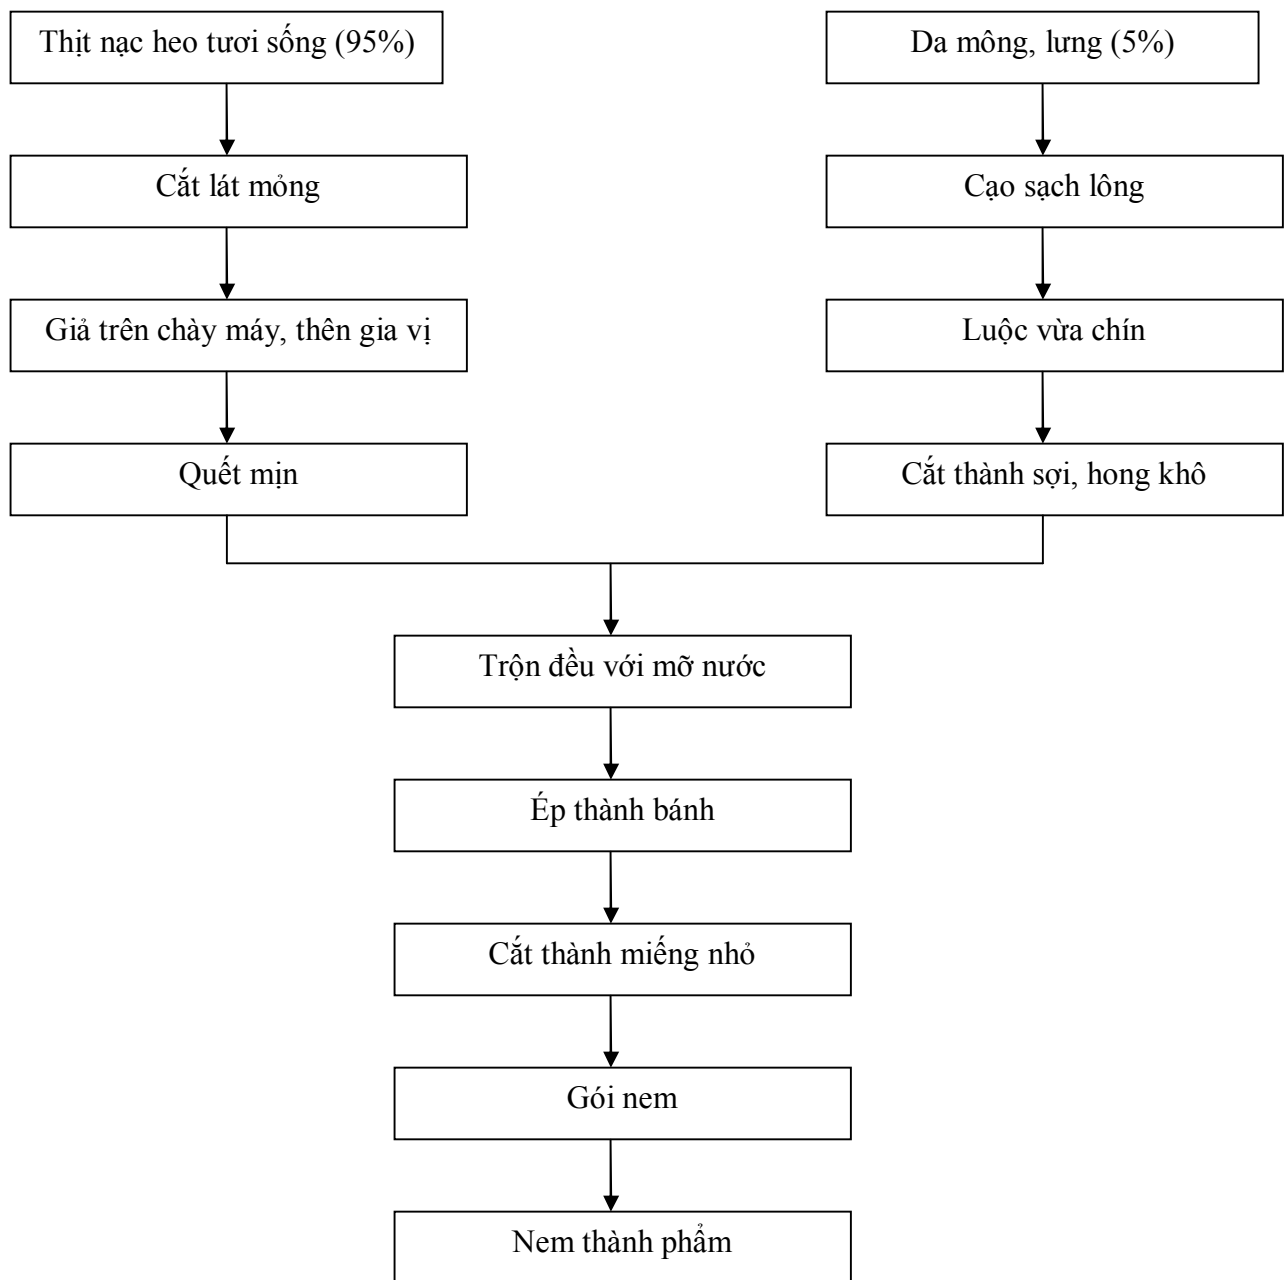 Thịt nạc heo tươi sống (95%)
Da mông, lưng (5%)
Cắt lát mỏng
Cạo sạch lông
Giả trên chày máy, thên gia vị
Luộc vừa chín
Quết mịn
Cắt thành sợi, hong khô
Trộn đều với mỡ nước
Ép thành bánh
Cắt thành miếng nhỏ
Gói nem
Nem thành phẩm